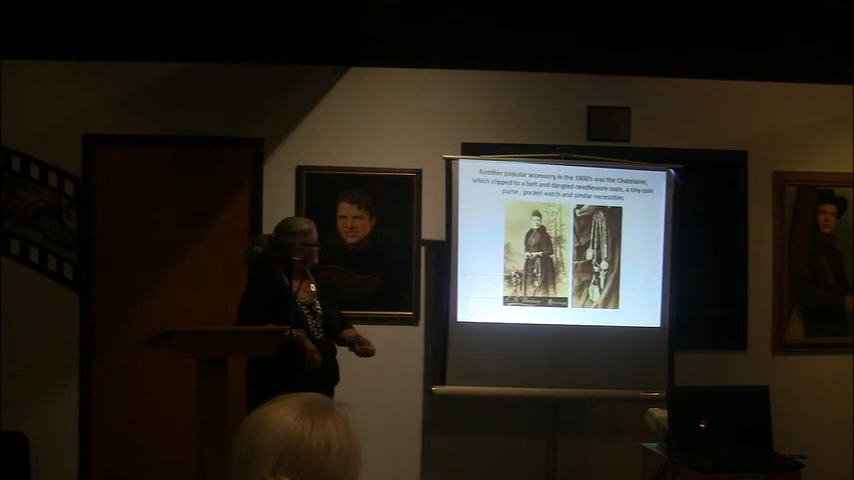 Another popular accessory in the 1800's was the Chatelaine,
which clipped to a belt and dangled needlework tools, a tiny coin
purse , pocket watch and similar necessities